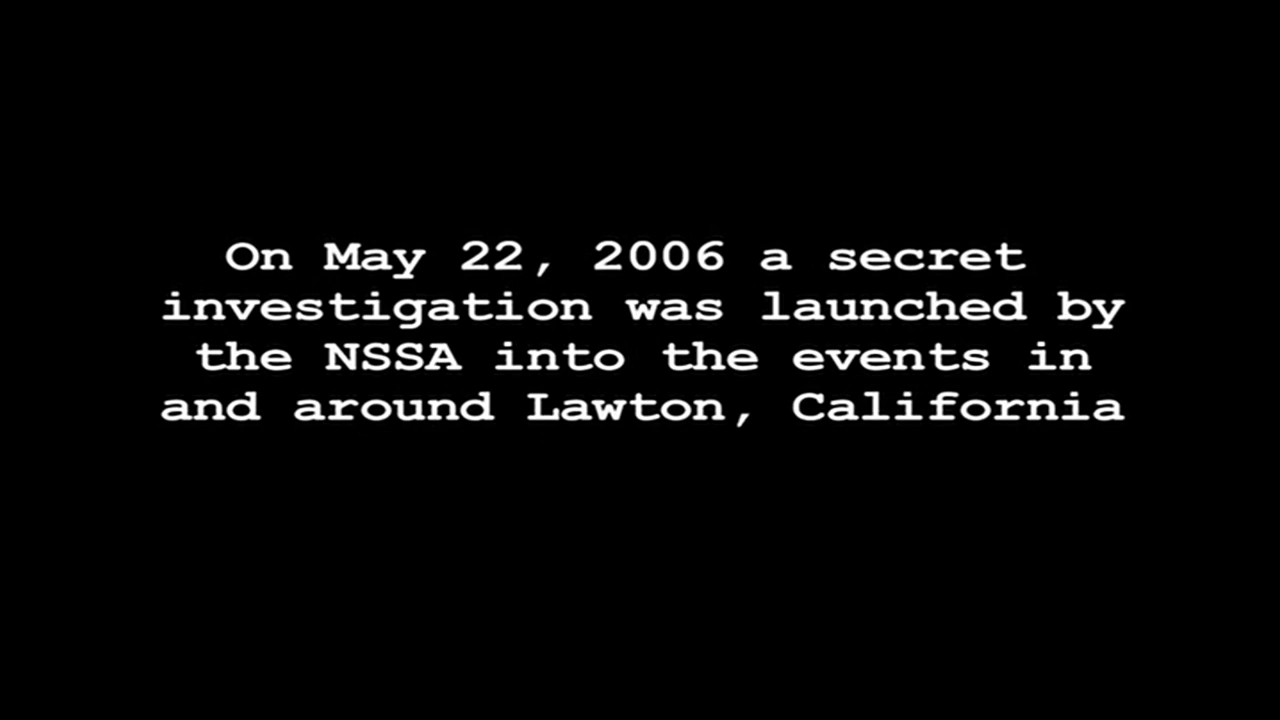 On May 22, 2006 a secret
investigation was launched by
the NSSA into the events in
and around Lawton, California